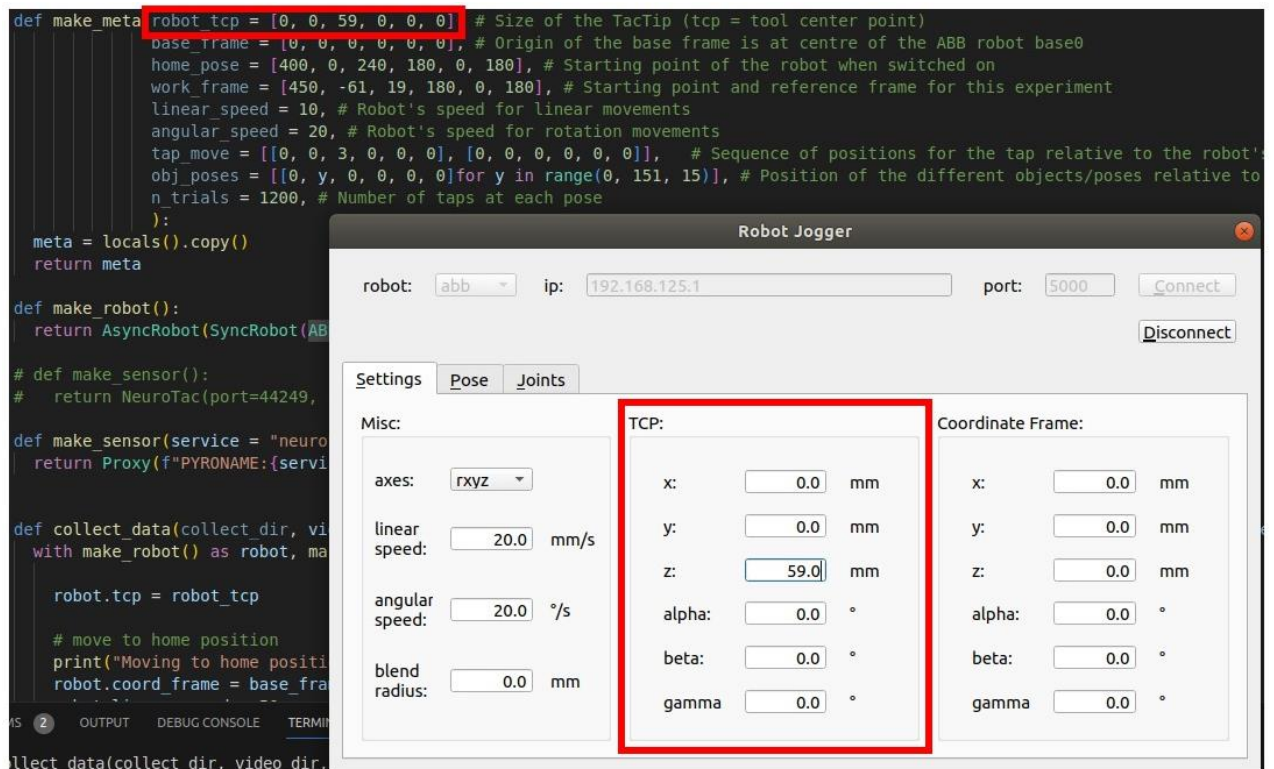 def make_meta(robot_tcp = [0, 0, 59, 0, 0, 0], # Size of the TacTip (tcp = tool center point)
base_frame = [0, 0, 0, 0, 0, 0], # Origin of the base frame is at centre of the ABB robot base0
home_pose = [400, 0, 240, 180, 0, 180], # Starting point of the robot when switched on
work_frame = [450, -61, 19, 180, 0, 180], # Starting point and reference frame for this experiment
linear_speed = 10, # Robot's speed for linear movements
angular_speed = 20, # Robot's speed for rotation movements
tap_move = [[0, 0, 3, 0, 0, 0], [0, 0, 0, 0, 0, 0]], # Sequence of positions for the tap relative to the robot's
obj_poses = [[0, y, 0, 0, 0, 0]for y in range(0, 151, 15)], # Position of the different objects/poses relative to
n_trials = 1200, # Number of taps at each pose
):
meta = locals().copy()
return meta
def make_robot():
return AsyncRobot(SyncRobot(AB
# def make_sensor():
# return NeuroTac(port=44249,
def make_sensor(service = "neuro
return Proxy(f"PYRONAME:{servi
def collect_data(collect_dir, vi
with make_robot() as robot, ma
robot.tcp = robot_tcp
# move to home position
print("Moving to home positi
robot.coord_frame = base_fra
MS 2 OUTPUT DEBUG CONSOLE TERMI
llect_data(collect_dir, video_dir,
Robot Jogger
robot: abb ip: 192.168.125.1 port: 5000 Connect
Disconnect
Settings Pose Joints
Misc:
axes: rxyz
linear speed: 20.0 mm/s
angular speed: 20.0 °/s
blend radius: 0.0 mm
TCP:
x: 0.0 mm
y: 0.0 mm
z: 59.0 mm
alpha: 0.0 °
beta: 0.0 °
gamma 0.0 °
Coordinate Frame:
x: 0.0 mm
y: 0.0 mm
z: 0.0 mm
alpha: 0.0 °
beta: 0.0 °
gamma 0.0 °